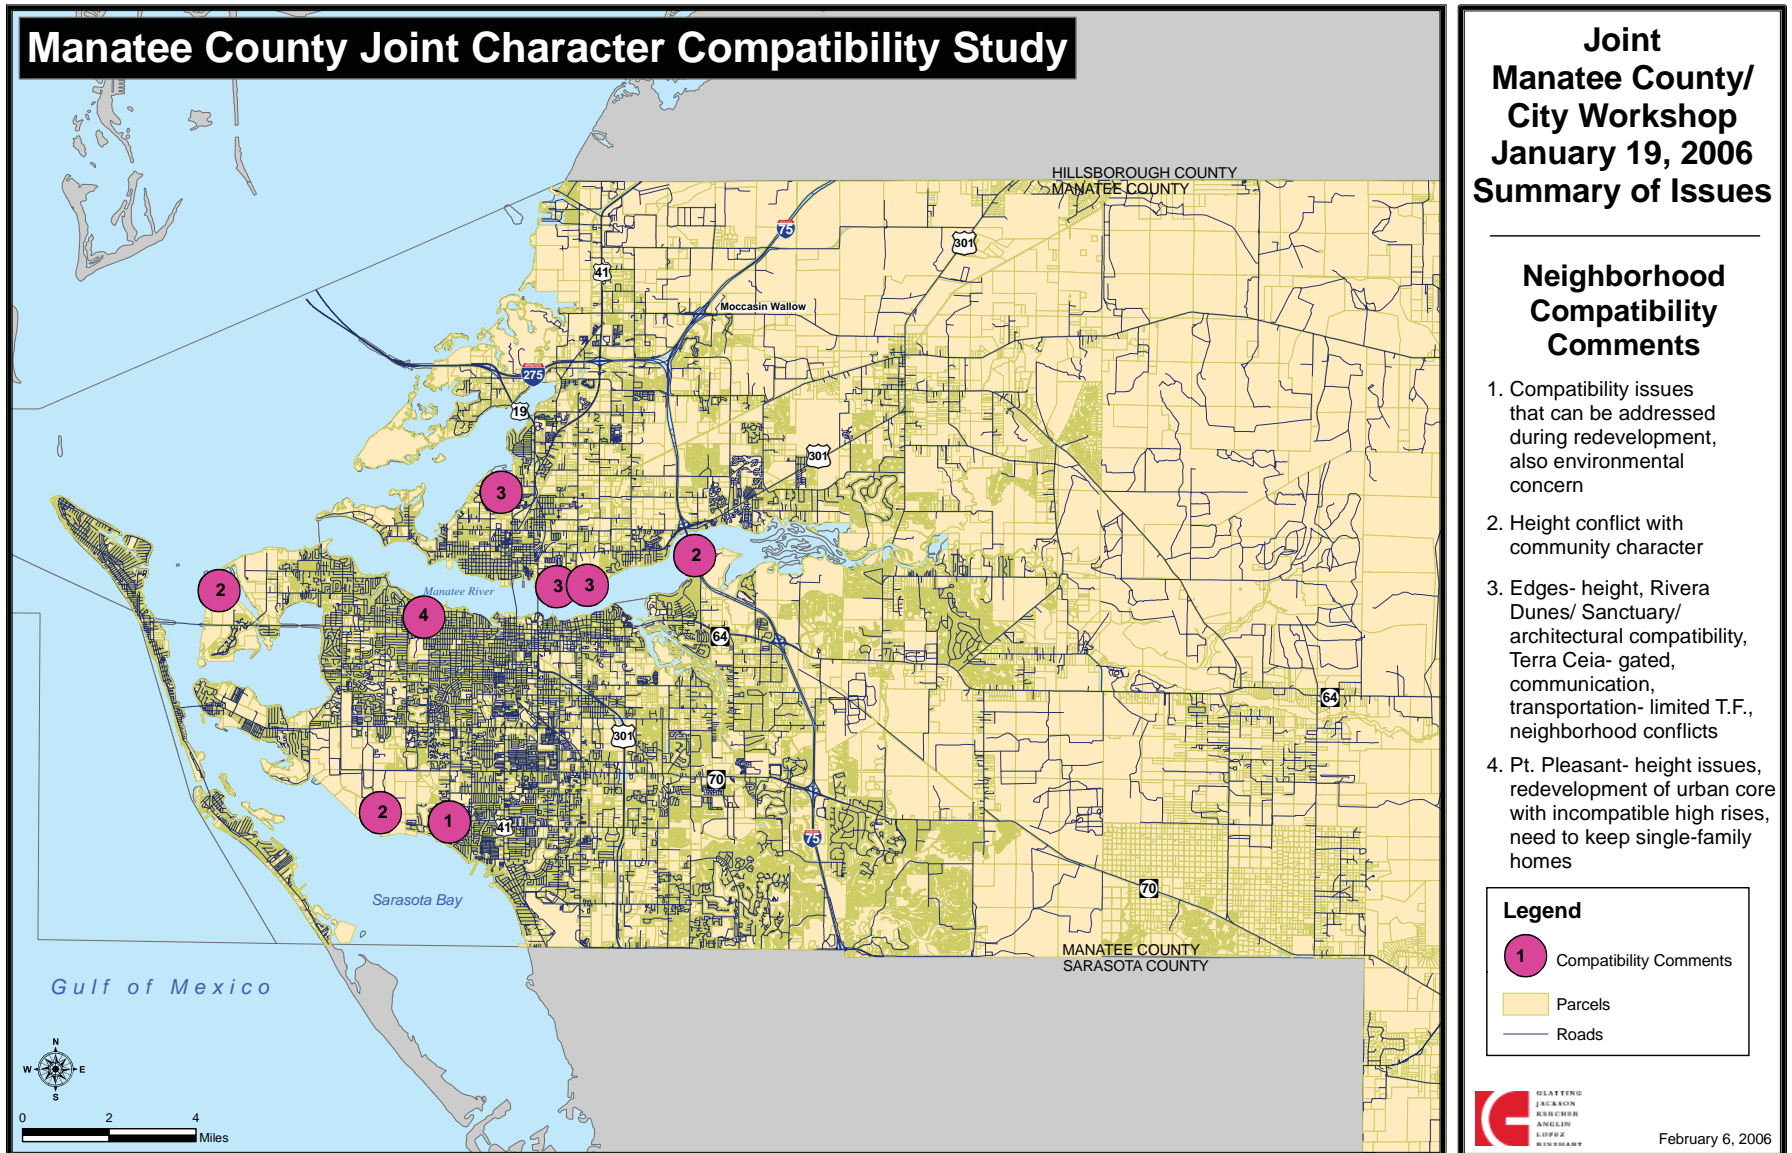 Manatee County Joint Character Compatibility Study
HILLSBOROUGH COUNTY
MANATEE COUNTY
75
301
41
Moccasin Wallow
275
19
301
3
2
2
3
3
Manatee River
4
64
64
301
70
2
1
41
75
70
Sarasota Bay
MANATEE COUNTY
SARASOTA COUNTY
Gulf of Mexico
N
W E
S
0 2 4
Miles
Joint
Manatee County/
City Workshop
January 19, 2006
Summary of Issues
Neighborhood
Compatibility
Comments
1. Compatibility issues
that can be addressed
during redevelopment,
also environmental
concern
2. Height conflict with
community character
3. Edges- height, Rivera
Dunes/ Sanctuary/
architectural compatibility,
Terra Ceia- gated,
communication,
transportation- limited T.F.,
neighborhood conflicts
4. Pt. Pleasant- height issues,
redevelopment of urban core
with incompatible high rises,
need to keep single-family
homes
Legend
1 Compatibility Comments
Parcels
Roads
GLATTING
JACKSON
KERCHER
ANGLIN
LOPEZ
RINEHART
February 6, 2006